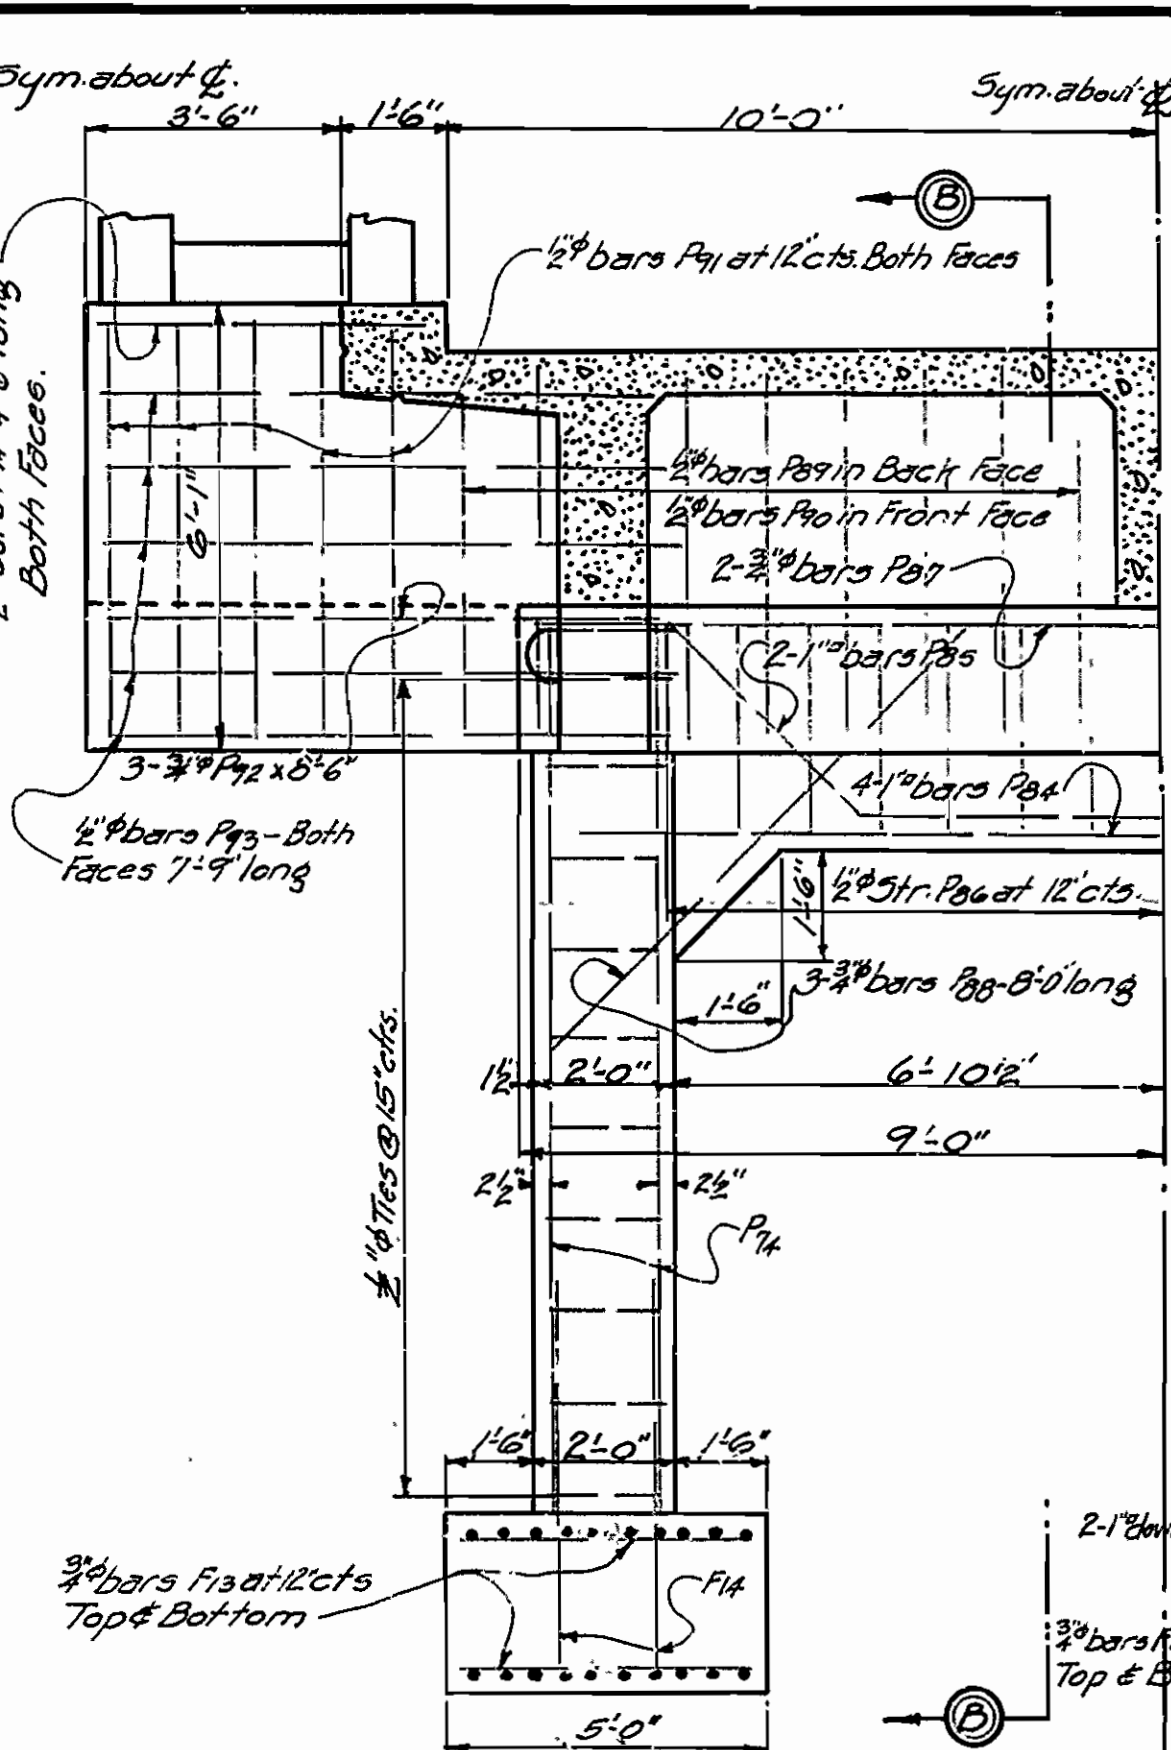 Sym. about ℄.
Sym. about ℄
3'-6"
1'-6"
10'-0"
B
½"φ bars P91 at 12" cts. Both Faces
long
Both Faces.
6'-1"
½"φ bars P89 in Back Face
½"φ bars P90 in Front Face
2-¾"φ bars P87
2-1"▫ bars P85
3-¾"φ P92 x 8'-6"
4-1"▫ bars P84
½"φ bars P93 - Both
Faces 7'-9" long
1'-6"
½"φ Str. P86 at 12" cts.
3-¾"φ bars P88-8'-0" long
1'-6"
½"φ Ties @ 15" ctrs.
1½"
2'-0"
6'-10½"
9'-0"
2½"
2½"
P74
1'-6"
2'-0"
1'-6"
2-1"▫
¾"φ bars F13 at 12" cts
Top & Bottom
F14
¾"φ bars
Top & B
5'-0"
B